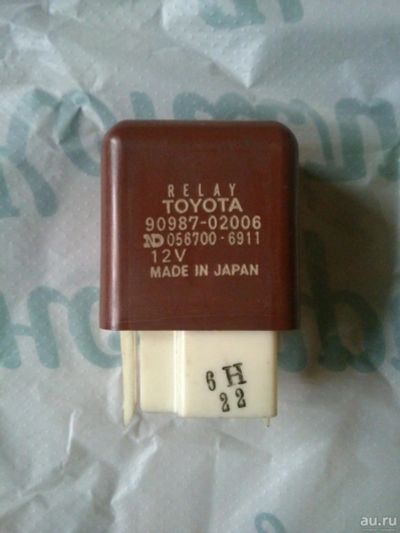 RELAY
TOYOTA
90987-02006
ND 056700-6911
12V
MADE IN JAPAN
6 H
22
au.ru